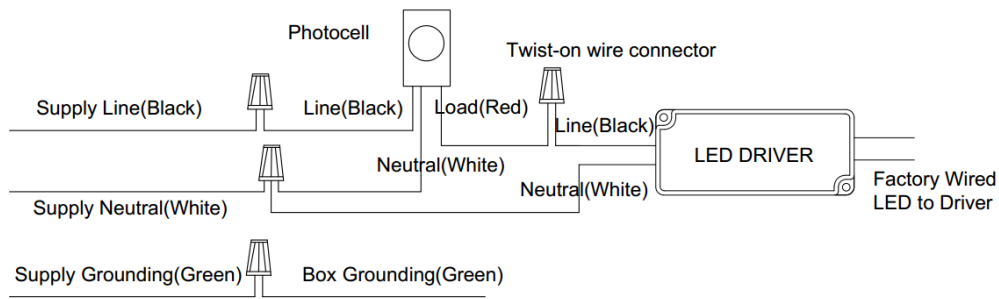 Photocell
Twist-on wire connector
Supply Line(Black)
Line(Black)
Load(Red)
Line(Black)
LED DRIVER
Neutral(White)
Neutral(White)
Factory Wired
LED to Driver
Supply Neutral(White)
Supply Grounding(Green)
Box Grounding(Green)